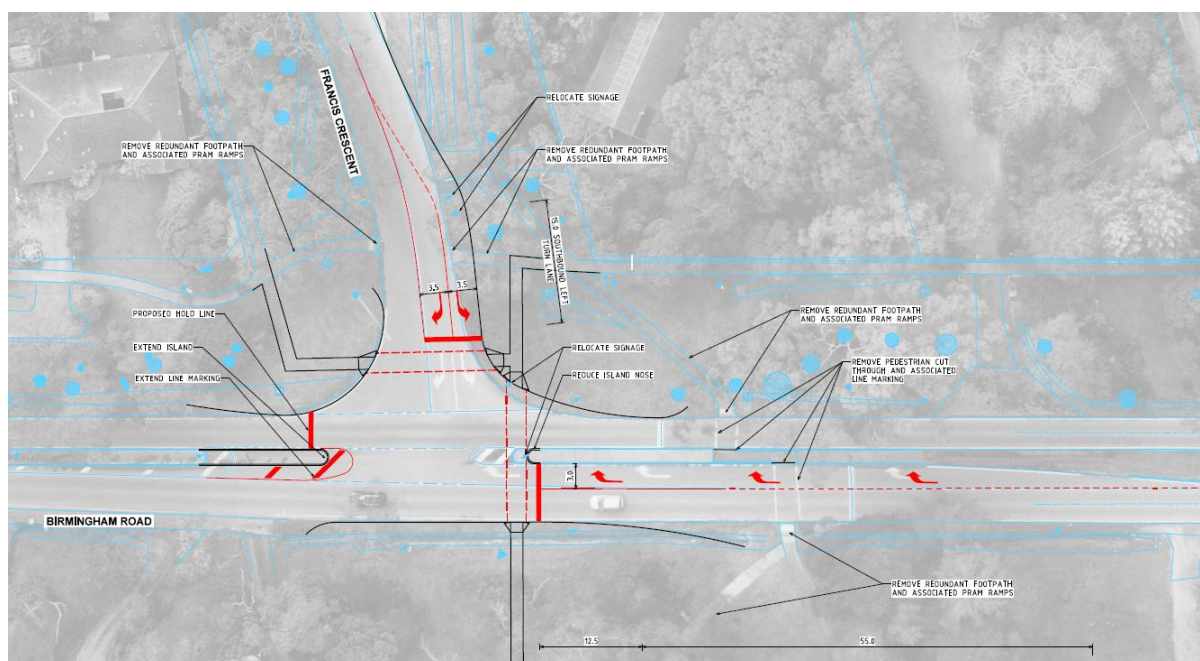 FRANCIS CRESCENT
RELOCATE SIGNAGE
REMOVE REDUNDANT FOOTPATH
AND ASSOCIATED PRAM RAMPS
REMOVE REDUNDANT FOOTPATH
AND ASSOCIATED PRAM RAMPS
15.0 SOUTHBOUND LEFT
TURN LANE
3.5
3.5
PROPOSED HOLD LINE
REMOVE REDUNDANT FOOTPATH
AND ASSOCIATED PRAM RAMPS
EXTEND ISLAND
RELOCATE SIGNAGE
REMOVE PEDESTRIAN CUT
THROUGH AND ASSOCIATED
LINE MARKING
EXTEND LINE MARKING
REDUCE ISLAND NOSE
3.0
BIRMINGHAM ROAD
REMOVE REDUNDANT FOOTPATH
AND ASSOCIATED PRAM RAMPS
12.5
55.0